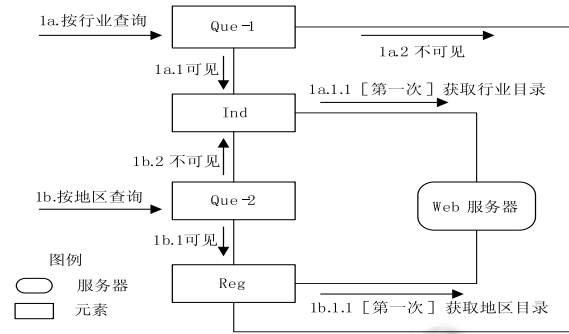 1a.按行业查询
Que-1
1a.2 不可见
1a.1可见
1a.1.1［第一次］获取行业目录
Ind
1b.2 不可见
1b.按地区查询
Que-2
Web 服务器
1b.1可见
图例
服务器
Reg
元素
1b.1.1［第一次］获取地区目录